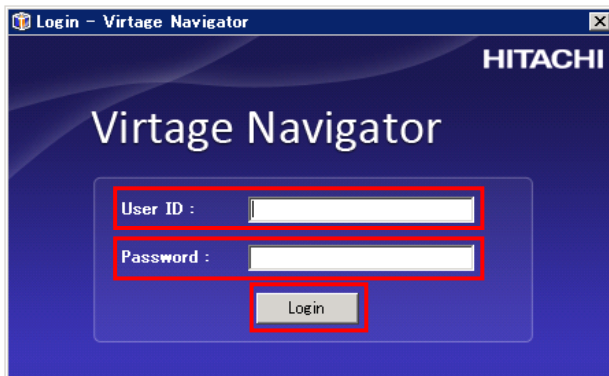 Login - Virtage Navigator
HITACHI
Virtage Navigator
User ID :
Password :
Login